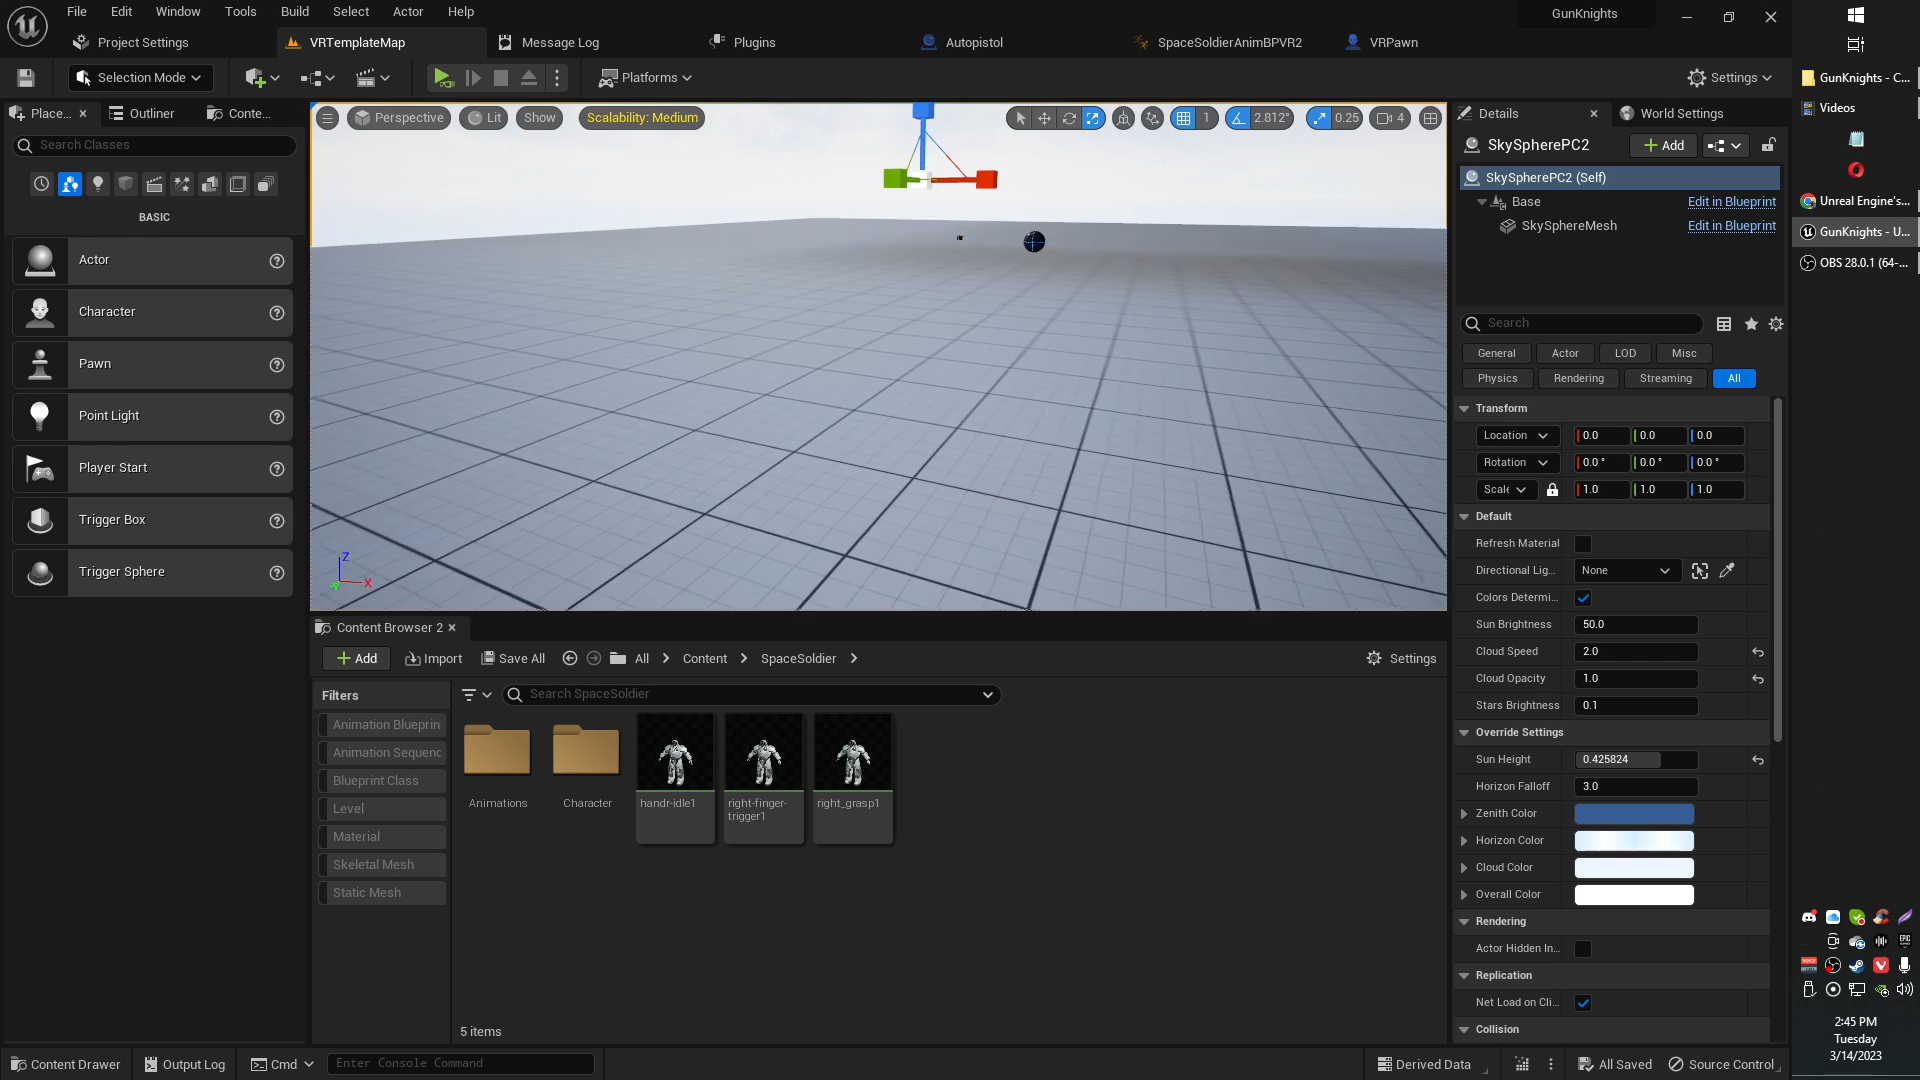 File Edit Window Tools Build Select Actor Help
GunKnights
Project Settings
VRTemplateMap
Message Log
Plugins
Autopistol
SpaceSoldierAnimBPVR2
VRPawn
Selection Mode
Platforms
Settings
Place...
Outliner
Conte...
Search Classes
BASIC
Actor
Character
Pawn
Point Light
Player Start
Trigger Box
Trigger Sphere
Perspective
Lit
Show
Scalability: Medium
1
2.812°
0.25
4
Z
X
Content Browser 2
Add
Import
Save All
All
Content
SpaceSoldier
Settings
Filters
Animation Blueprin
Animation Sequenc
Blueprint Class
Level
Material
Skeletal Mesh
Static Mesh
Search SpaceSoldier
Animations
Character
handr-idle1
right-finger-
trigger1
right_grasp1
5 items
Details
World Settings
SkySpherePC2
Add
SkySpherePC2 (Self)
Base
Edit in Blueprint
SkySphereMesh
Edit in Blueprint
Search
General
Actor
LOD
Misc
Physics
Rendering
Streaming
All
Transform
Location 0.0 0.0 0.0
Rotation 0.0 ° 0.0 ° 0.0 °
Scale 1.0 1.0 1.0
Default
Refresh Material
Directional Lig... None
Colors Determi...
Sun Brightness 50.0
Cloud Speed 2.0
Cloud Opacity 1.0
Stars Brightness 0.1
Override Settings
Sun Height 0.425824
Horizon Falloff 3.0
Zenith Color
Horizon Color
Cloud Color
Overall Color
Rendering
Actor Hidden In...
Replication
Net Load on Cli...
Collision
Content Drawer
Output Log
Cmd
Enter Console Command
Derived Data
All Saved
Source Control
GunKnights - C...
Videos
Unreal Engine's...
GunKnights - U...
OBS 28.0.1 (64-...
2:45 PM
Tuesday
3/14/2023